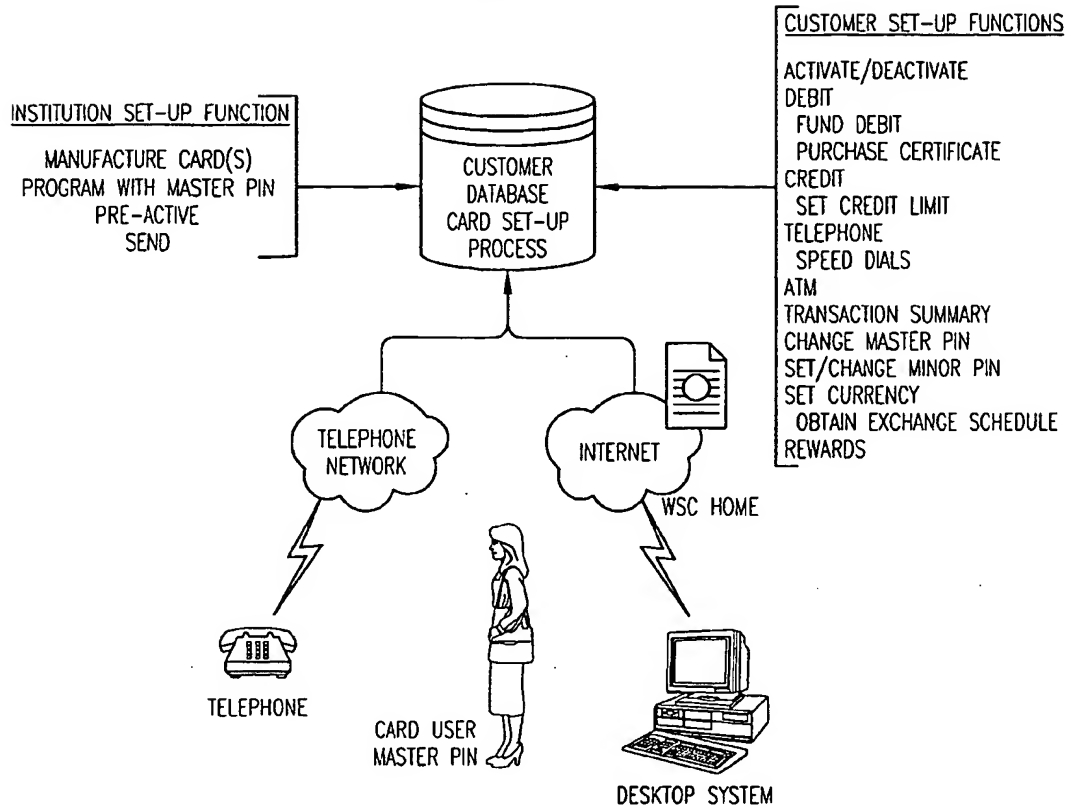 INSTITUTION SET-UP FUNCTION
MANUFACTURE CARD(S)
PROGRAM WITH MASTER PIN
PRE-ACTIVE
SEND
CUSTOMER
DATABASE
CARD SET-UP
PROCESS
CUSTOMER SET-UP FUNCTIONS
ACTIVATE/DEACTIVATE
DEBIT
FUND DEBIT
PURCHASE CERTIFICATE
CREDIT
SET CREDIT LIMIT
TELEPHONE
SPEED DIALS
ATM
TRANSACTION SUMMARY
CHANGE MASTER PIN
SET/CHANGE MINOR PIN
SET CURRENCY
OBTAIN EXCHANGE SCHEDULE
REWARDS
TELEPHONE
NETWORK
INTERNET
WSC HOME
TELEPHONE
CARD USER
MASTER PIN
DESKTOP SYSTEM